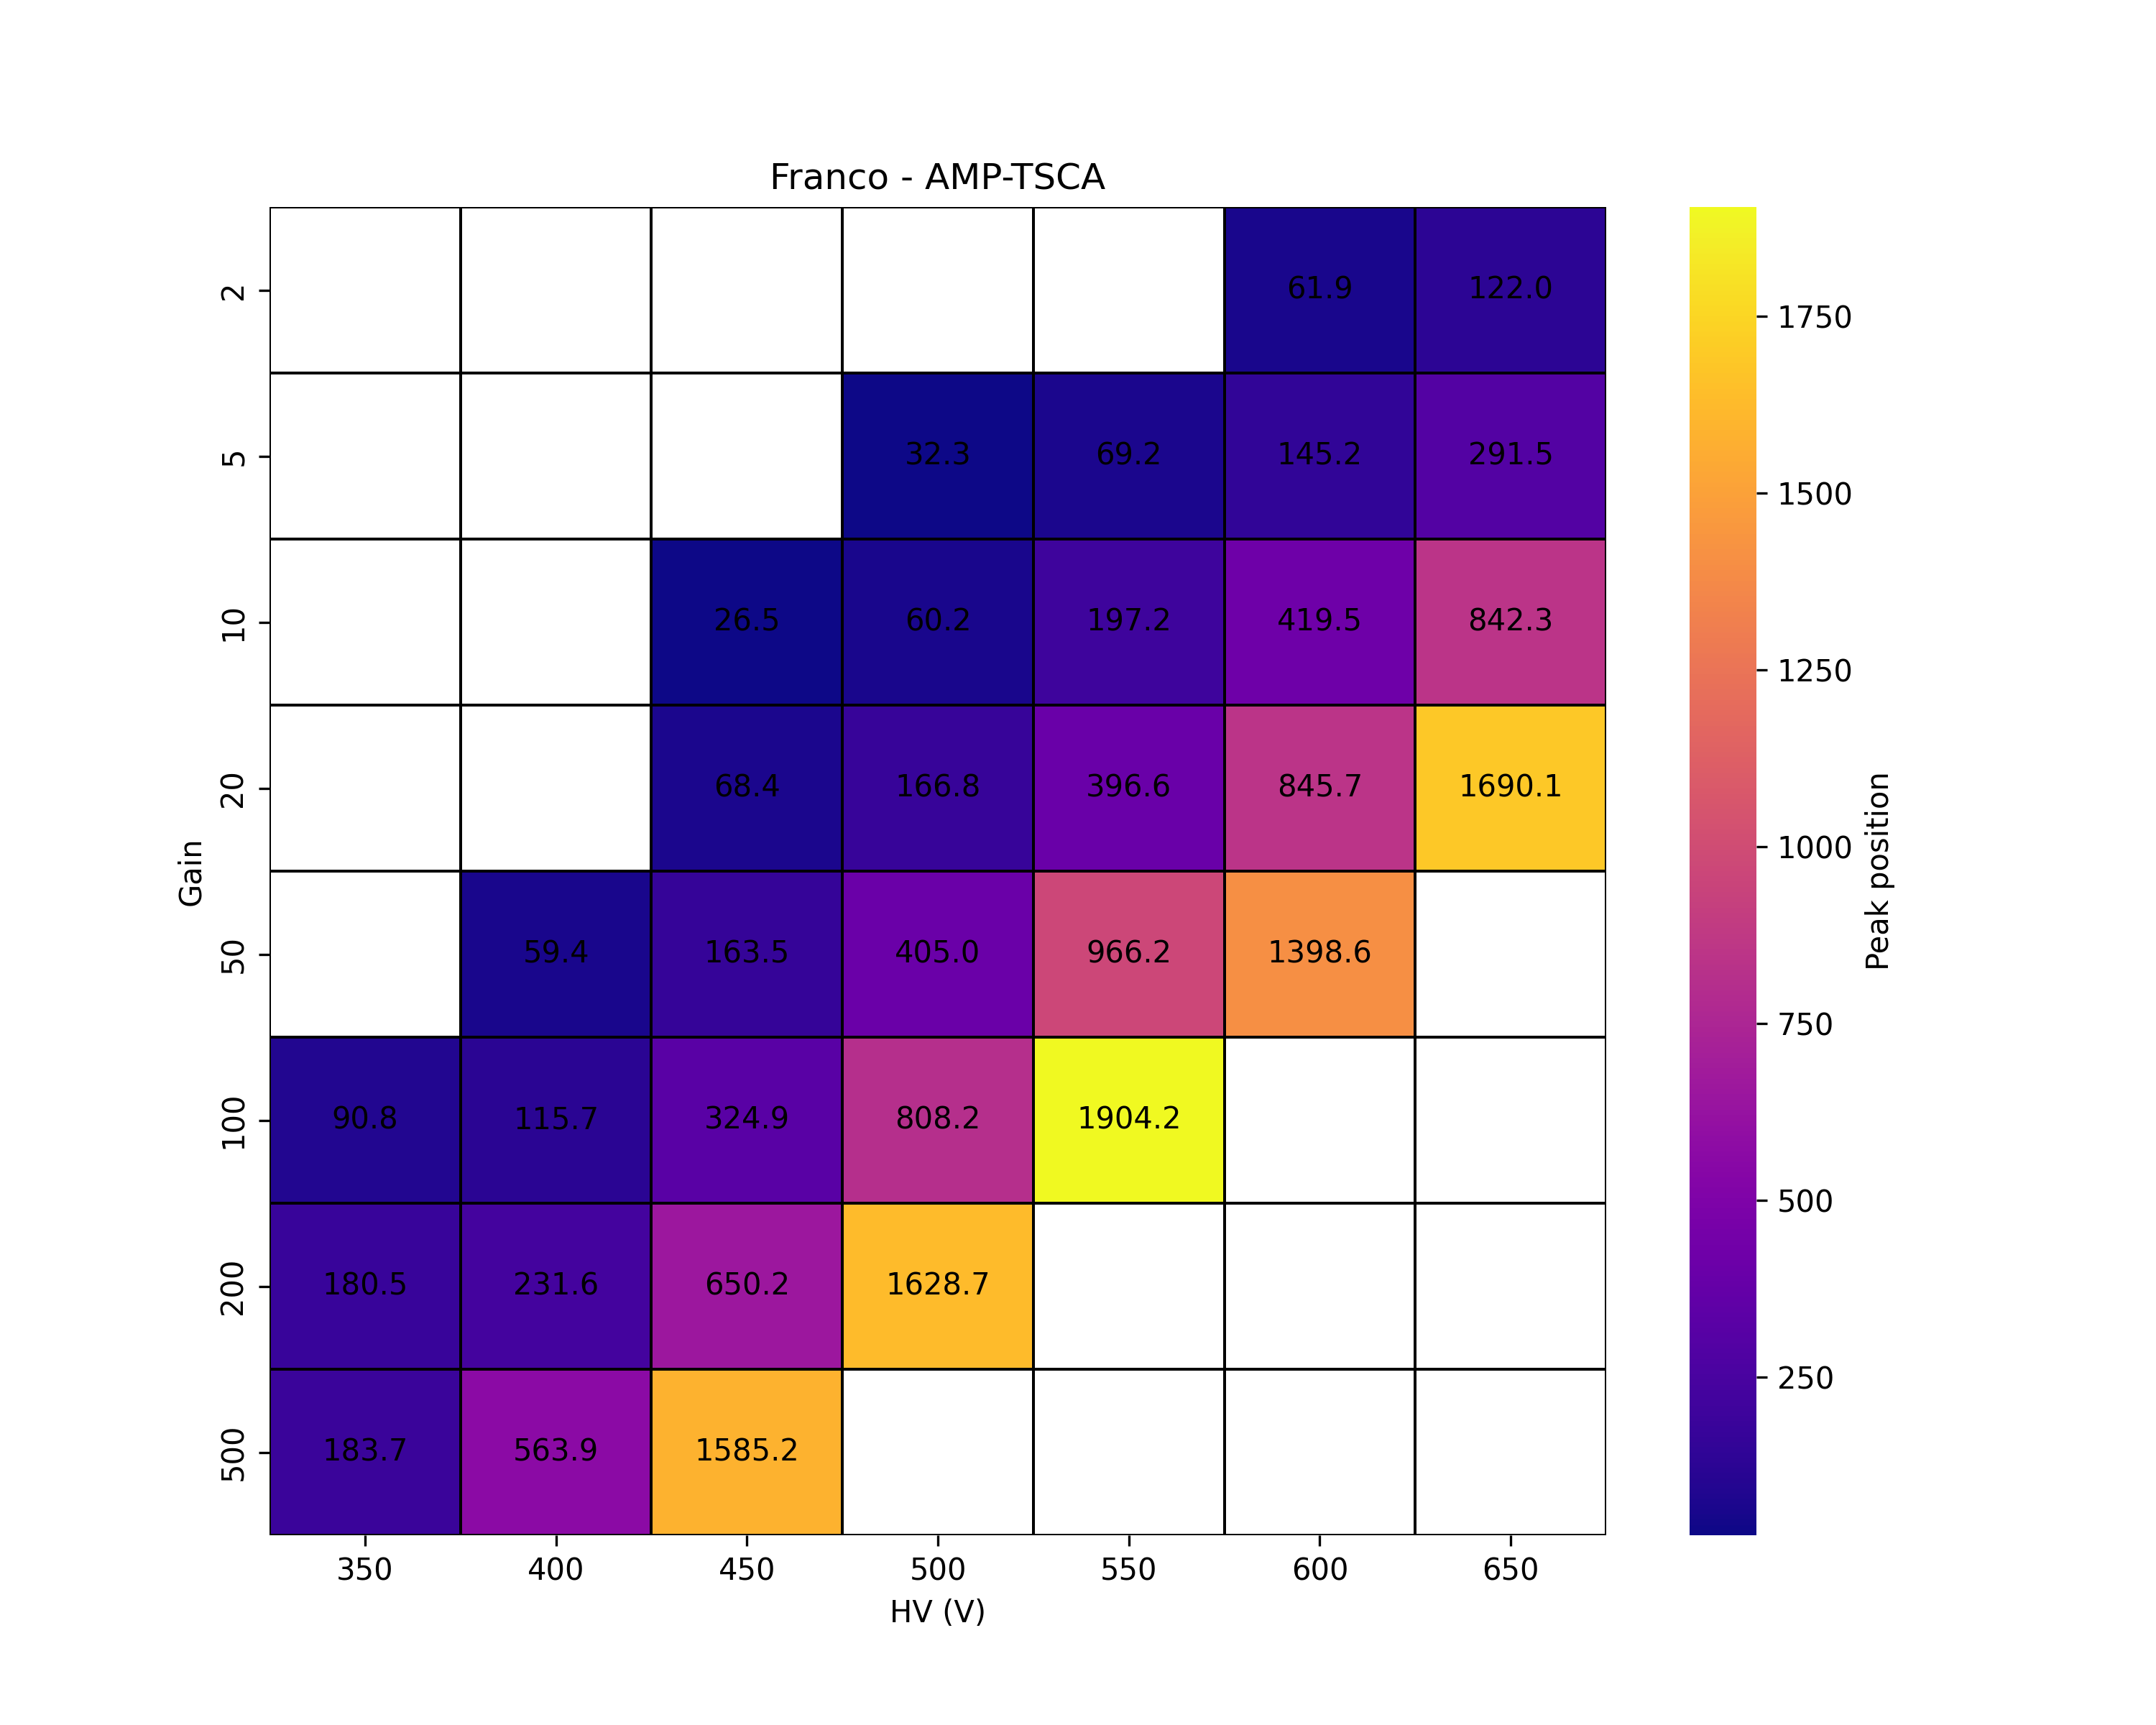 Franco - AMP-TSCA
2 61.9 122.0
5 32.3 69.2 145.2 291.5
10 26.5 60.2 197.2 419.5 842.3
20 68.4 166.8 396.6 845.7 1690.1
50 59.4 163.5 405.0 966.2 1398.6
100 90.8 115.7 324.9 808.2 1904.2
200 180.5 231.6 650.2 1628.7
500 183.7 563.9 1585.2
350 400 450 500 550 600 650
HV (V)
Gain
1750
1500
1250
1000
750
500
250
Peak position